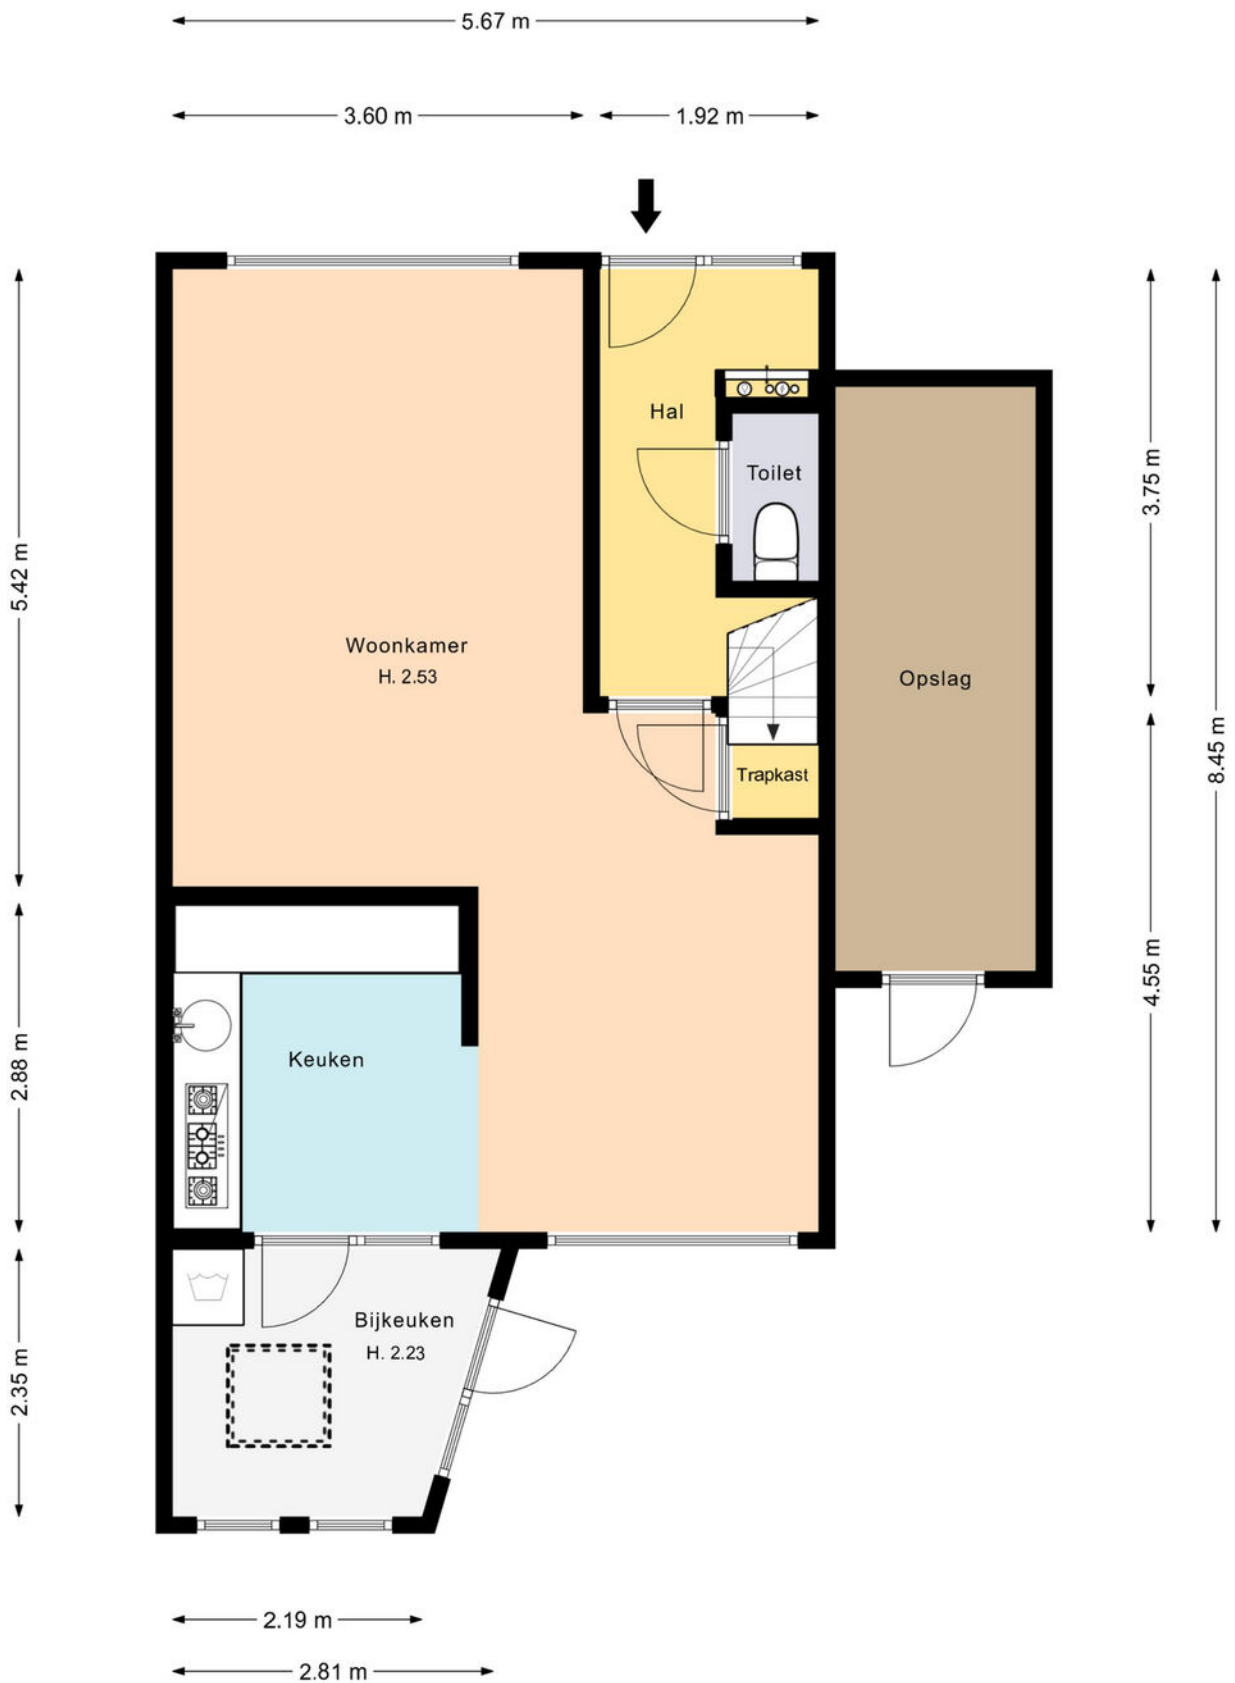 5.67 m
3.60 m
1.92 m
Hal
Toilet
3.75 m
5.42 m
Woonkamer
H. 2.53
Opslag
8.45 m
Trapkast
4.55 m
Keuken
2.88 m
Bijkeuken
H. 2.23
2.35 m
2.19 m
2.81 m